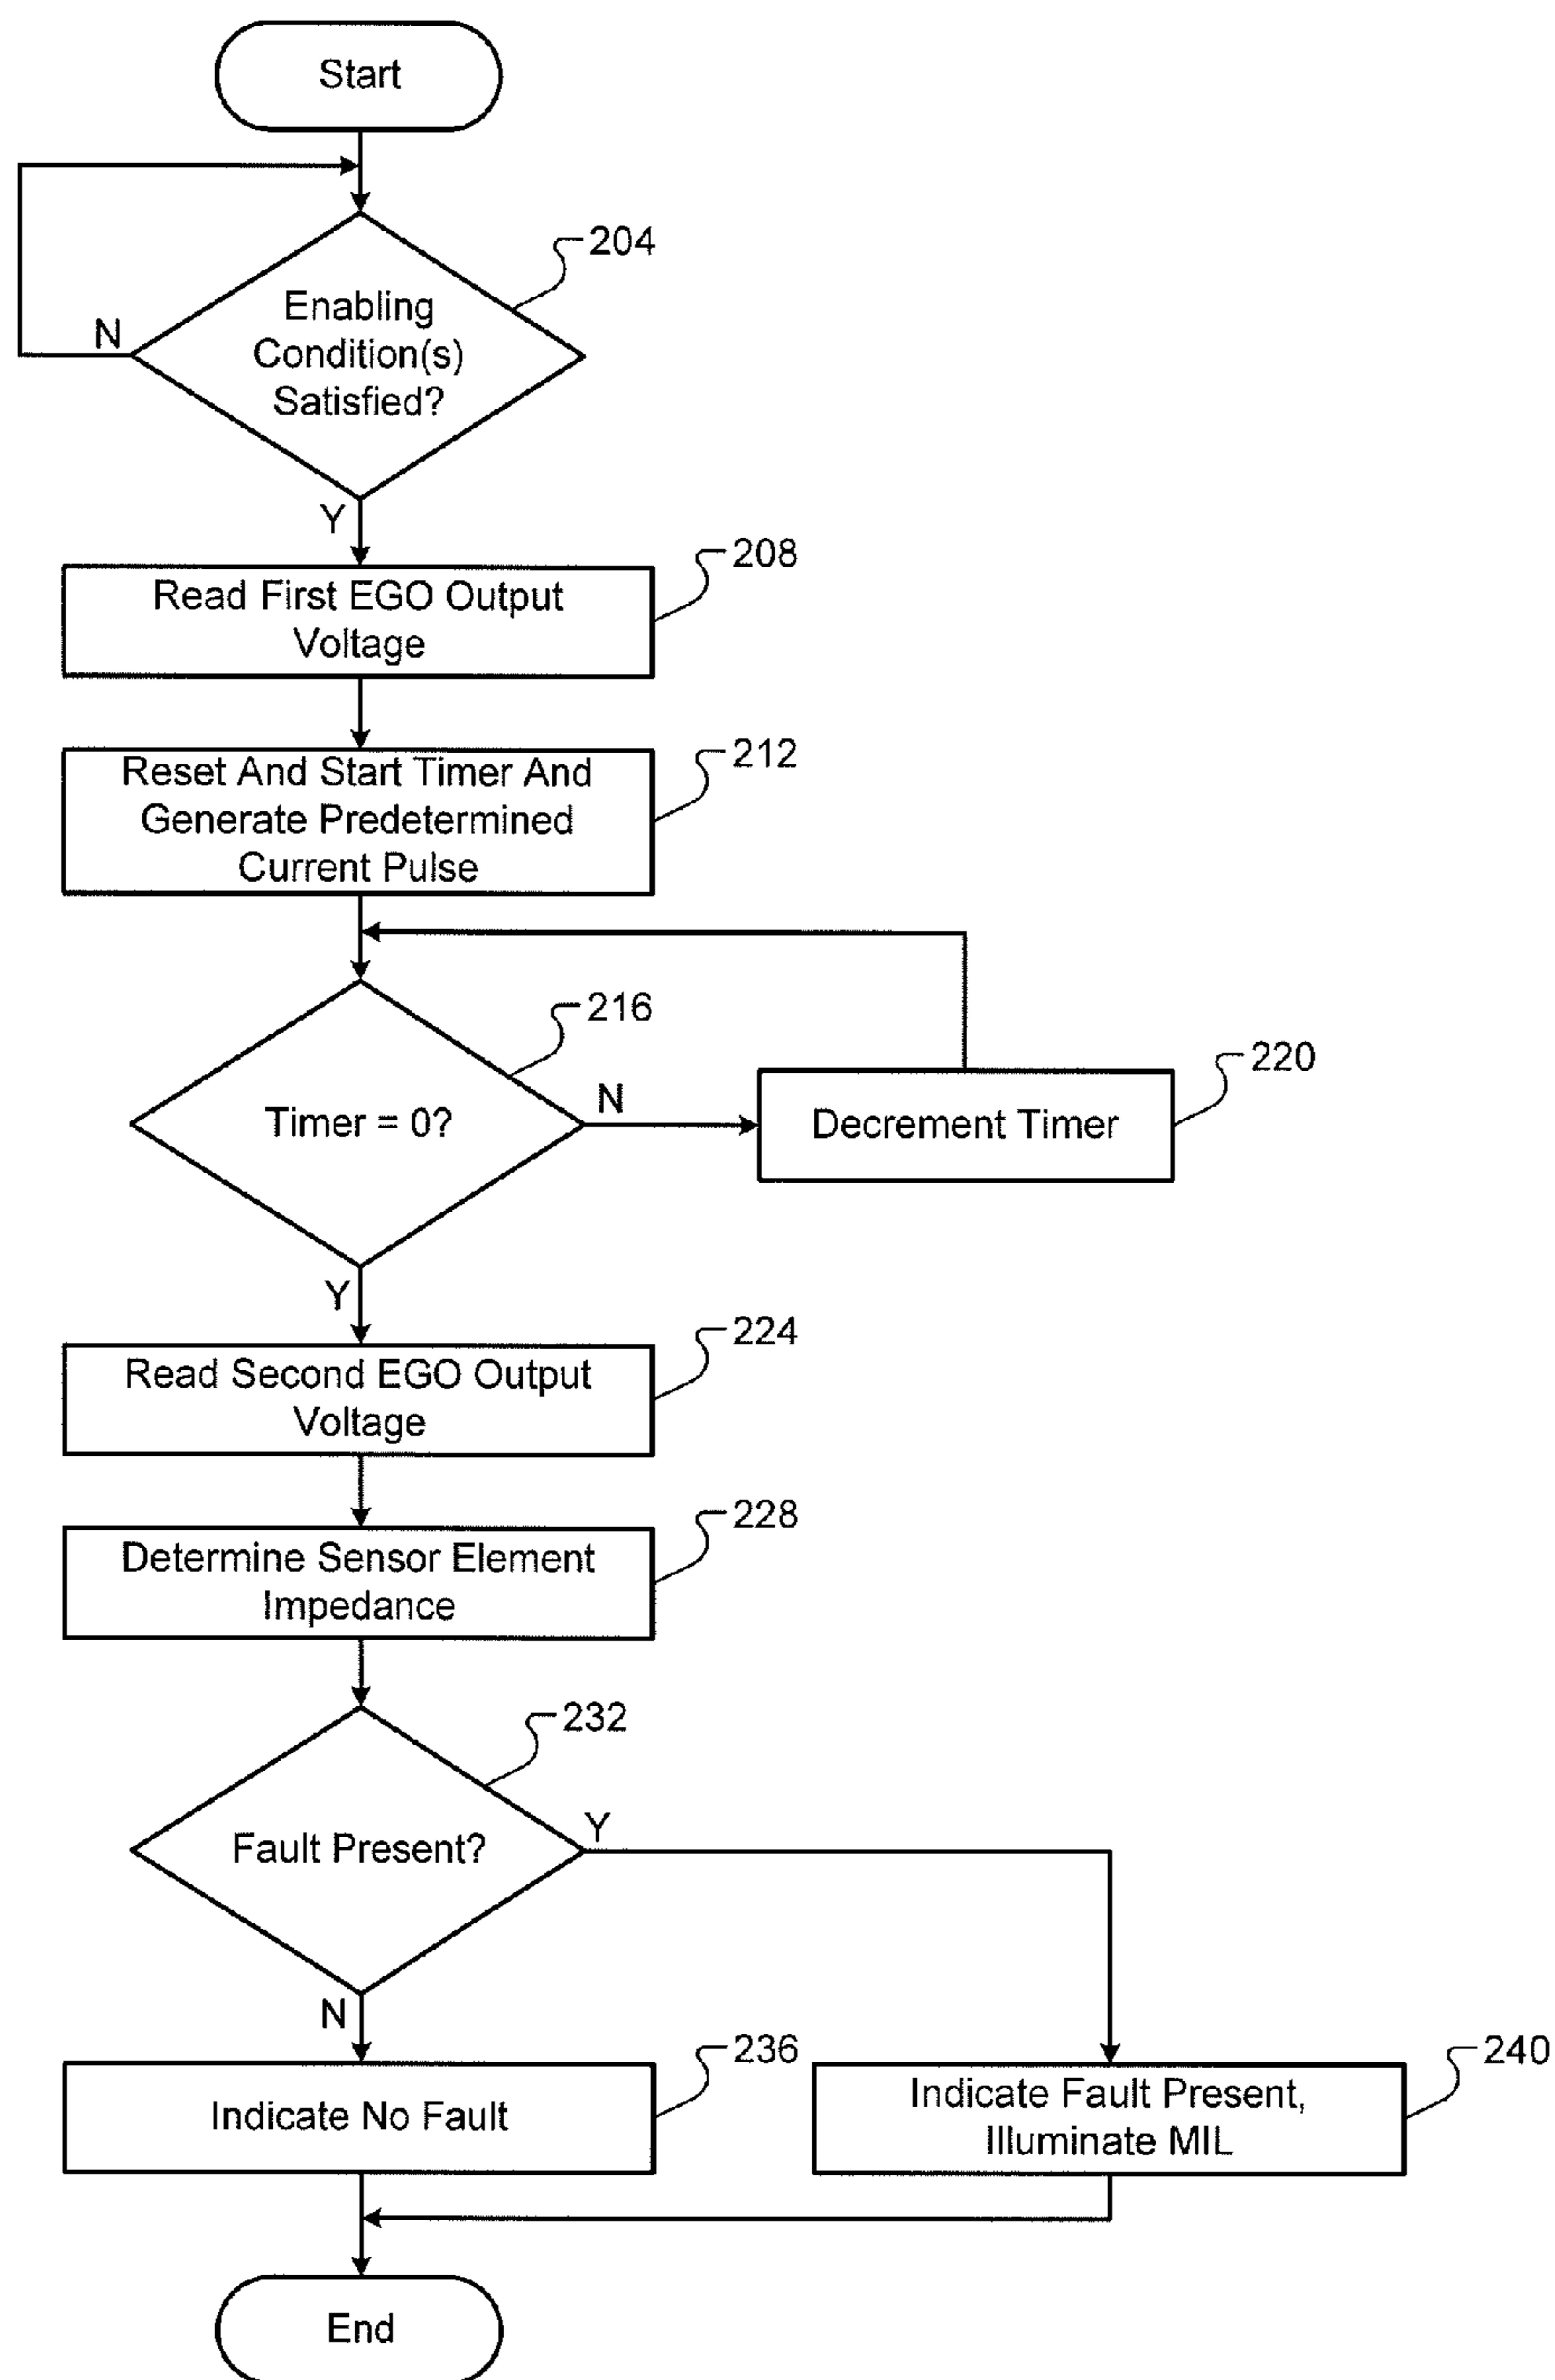 Start
204
Enabling
Condition(s)
Satisfied?
N
Y
208
Read First EGO Output
Voltage
212
Reset And Start Timer And
Generate Predetermined
Current Pulse
216
Timer = 0?
N
220
Decrement Timer
Y
224
Read Second EGO Output
Voltage
228
Determine Sensor Element
Impedance
232
Fault Present?
Y
N
236
Indicate No Fault
240
Indicate Fault Present,
Illuminate MIL
End